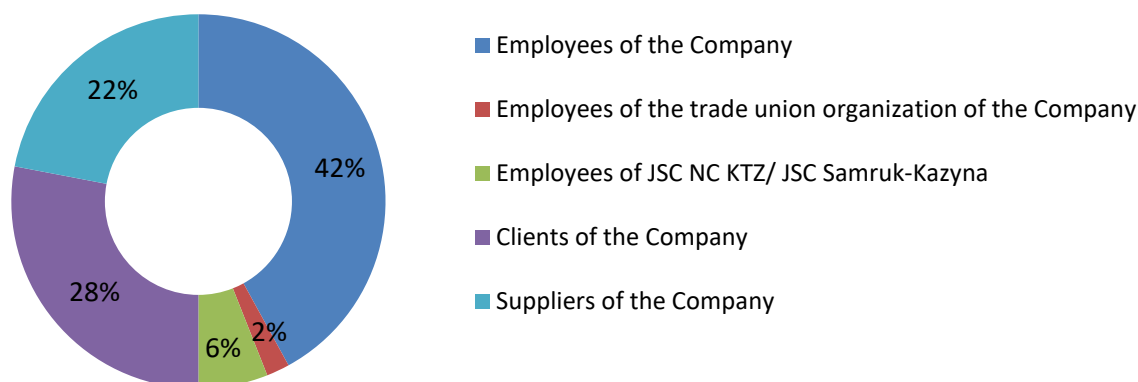 Employees of the Company
22%
Employees of the trade union organization of the Company
42%
Employees of JSC NC KTZ/ JSC Samruk-Kazyna
Clients of the Company
28%
Suppliers of the Company
2%
6%